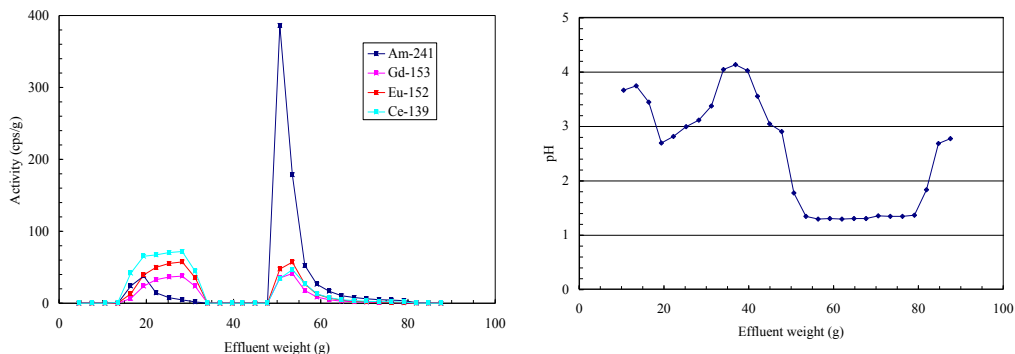 400
300
200
100
0
Activity (cps/g)
Am-241
Gd-153
Eu-152
Ce-139
0 20 40 60 80 100
Effluent weight (g)
5
4
3
2
1
0
pH
0 20 40 60 80 100
Effluent weight (g)